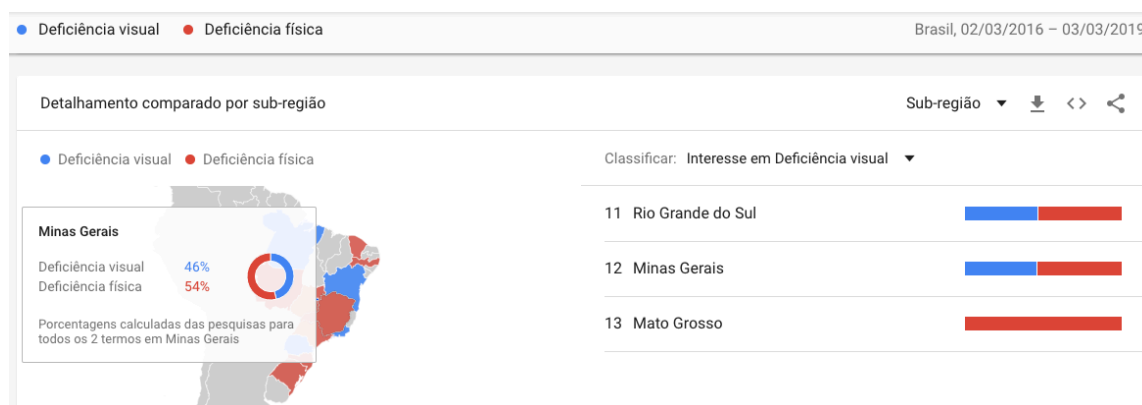 Deficiência visual Deficiência física Brasil, 02/03/2016 – 03/03/2019
Detalhamento comparado por sub-região Sub-região
Deficiência visual Deficiência física
Classificar: Interesse em Deficiência visual
Minas Gerais
Deficiência visual 46%
Deficiência física 54%
Porcentagens calculadas das pesquisas para
todos os 2 termos em Minas Gerais
11 Rio Grande do Sul
12 Minas Gerais
13 Mato Grosso